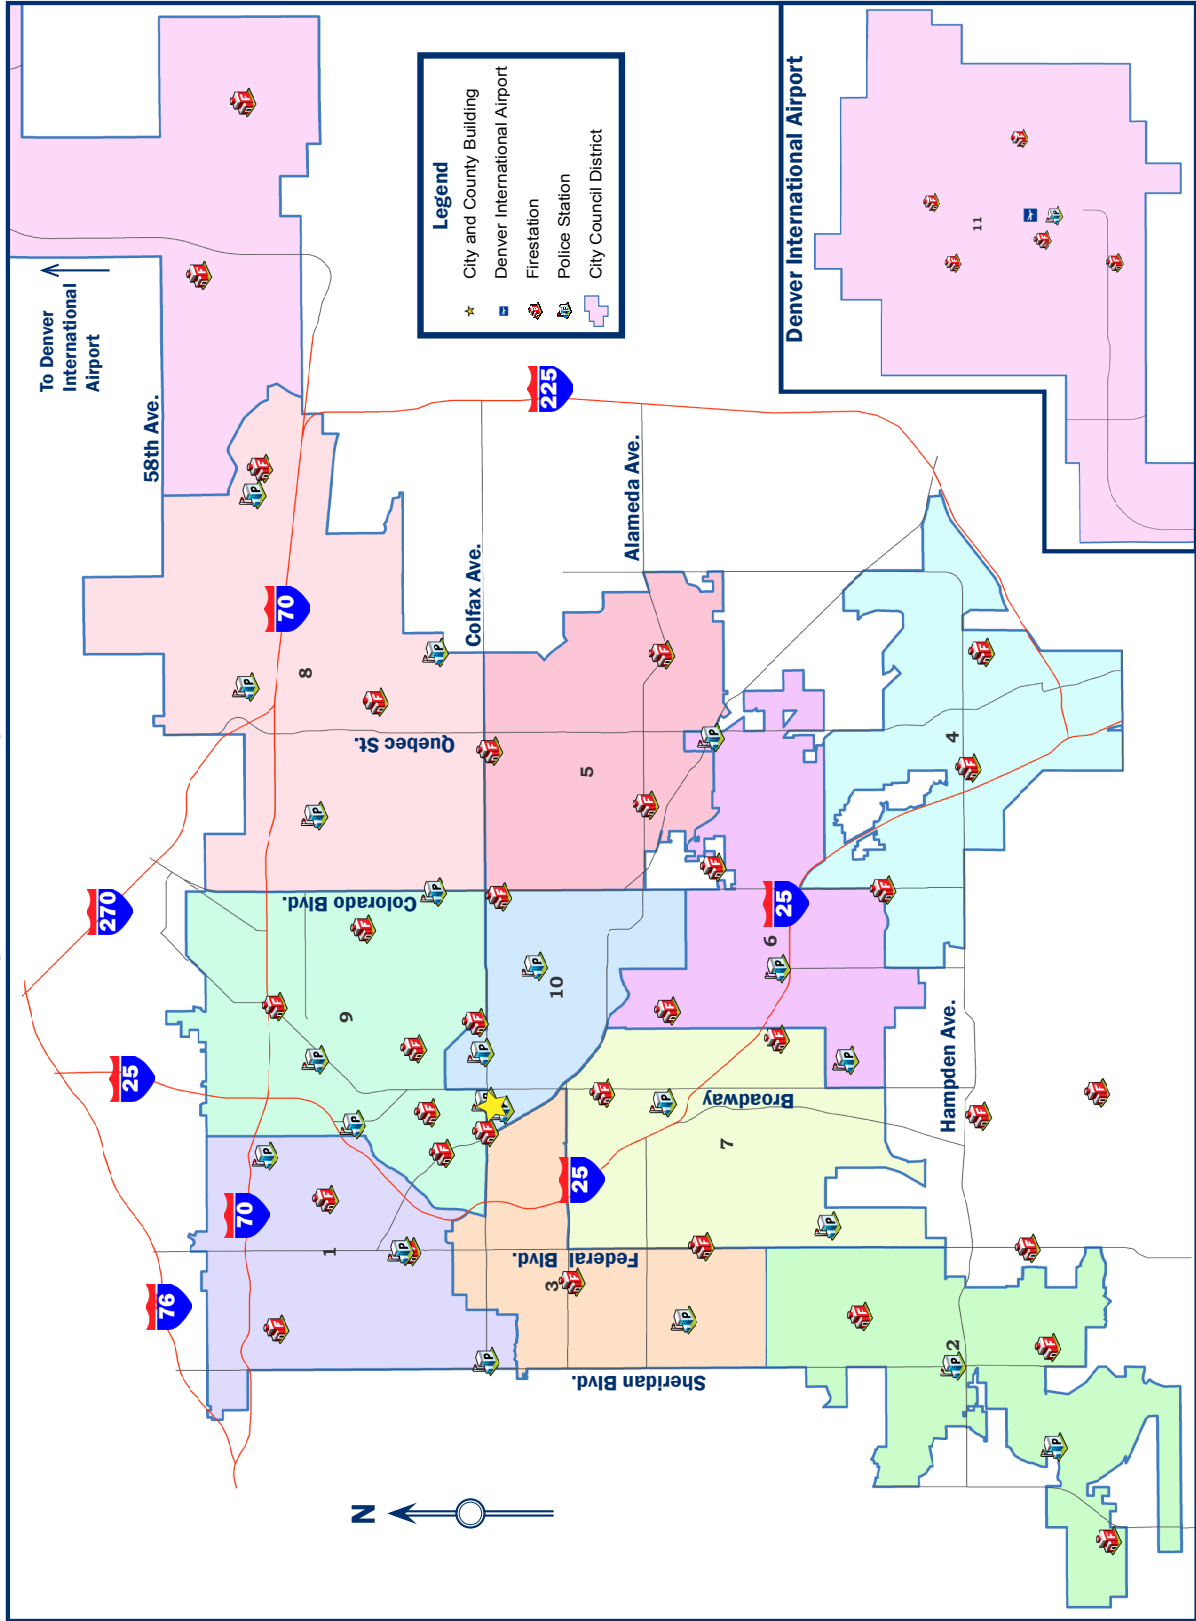 To Denver
International
Airport
58th Ave.
Legend
City and County Building
Denver International Airport
Firestation
Police Station
City Council District
Denver International Airport
11
225
Alameda Ave.
Colfax Ave.
70
8
Quebec St.
5
4
270
Colorado Blvd.
25
6
10
9
Hampden Ave.
25
Broadway
7
25
70
1
Federal Blvd.
3
76
2
Sheridan Blvd.
N